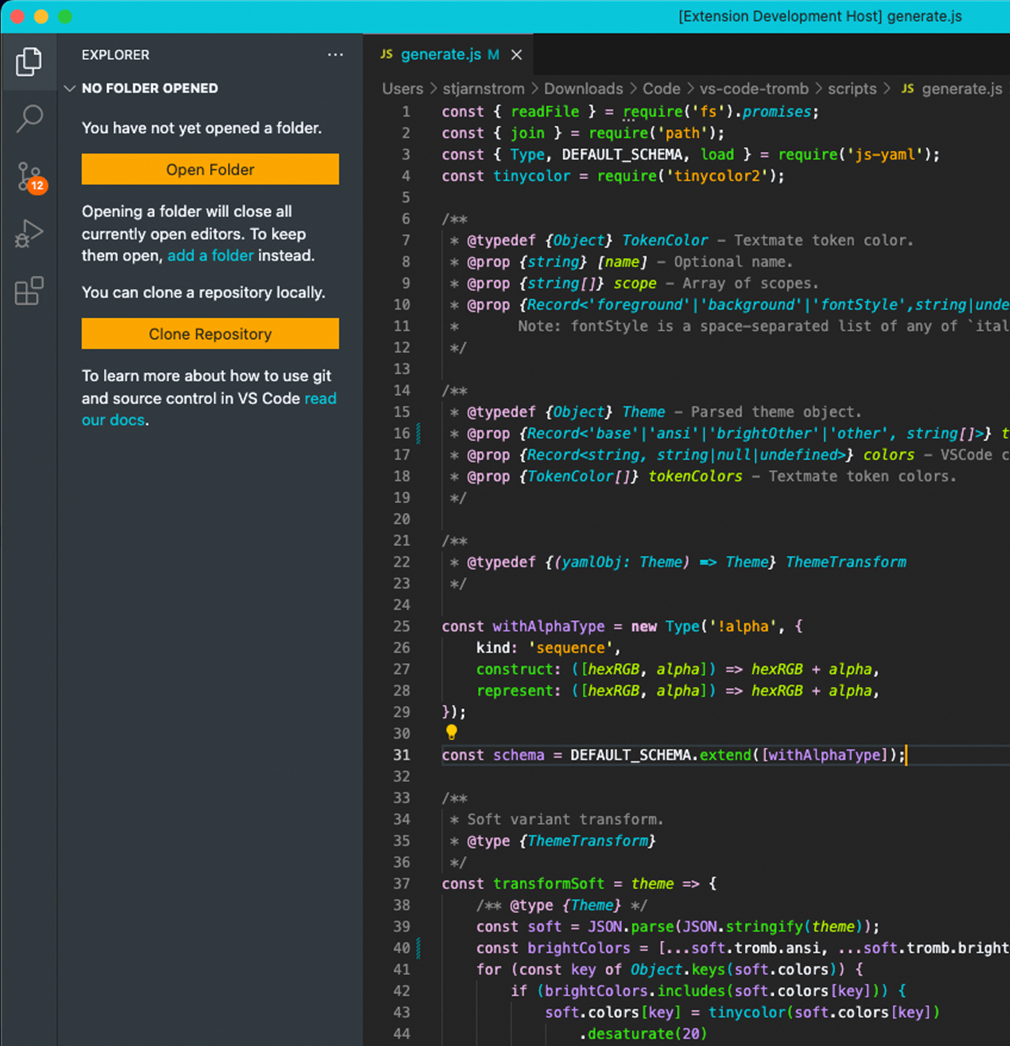 [Extension Development Host] generate.js
EXPLORER ···
NO FOLDER OPENED
You have not yet opened a folder.
Open Folder
Opening a folder will close all
currently open editors. To keep
them open, add a folder instead.
You can clone a repository locally.
Clone Repository
To learn more about how to use git
and source control in VS Code read
our docs.
12
JS generate.js M
Users > stjarnstrom > Downloads > Code > vs-code-tromb > scripts > JS generate.js
1 const { readFile } = require('fs').promises;
2 const { join } = require('path');
3 const { Type, DEFAULT_SCHEMA, load } = require('js-yaml');
4 const tinycolor = require('tinycolor2');
5
6 /**
7  * @typedef {Object} TokenColor - Textmate token color.
8  * @prop {string} [name] - Optional name.
9  * @prop {string[]} scope - Array of scopes.
10  * @prop {Record<'foreground'|'background'|'fontStyle',string|unde
11  *       Note: fontStyle is a space-separated list of any of `ital
12  */
13
14 /**
15  * @typedef {Object} Theme - Parsed theme object.
16  * @prop {Record<'base'|'ansi'|'brightOther'|'other', string[]>} t
17  * @prop {Record<string, string|null|undefined>} colors - VSCode c
18  * @prop {TokenColor[]} tokenColors - Textmate token colors.
19  */
20
21 /**
22  * @typedef {(yamlObj: Theme) => Theme} ThemeTransform
23  */
24
25 const withAlphaType = new Type('!alpha', {
26     kind: 'sequence',
27     construct: ([hexRGB, alpha]) => hexRGB + alpha,
28     represent: ([hexRGB, alpha]) => hexRGB + alpha,
29 });
30
31 const schema = DEFAULT_SCHEMA.extend([withAlphaType]);
32
33 /**
34  * Soft variant transform.
35  * @type {ThemeTransform}
36  */
37 const transformSoft = theme => {
38     /** @type {Theme} */
39     const soft = JSON.parse(JSON.stringify(theme));
40     const brightColors = [...soft.tromb.ansi, ...soft.tromb.bright
41     for (const key of Object.keys(soft.colors)) {
42         if (brightColors.includes(soft.colors[key])) {
43             soft.colors[key] = tinycolor(soft.colors[key])
44                 .desaturate(20)